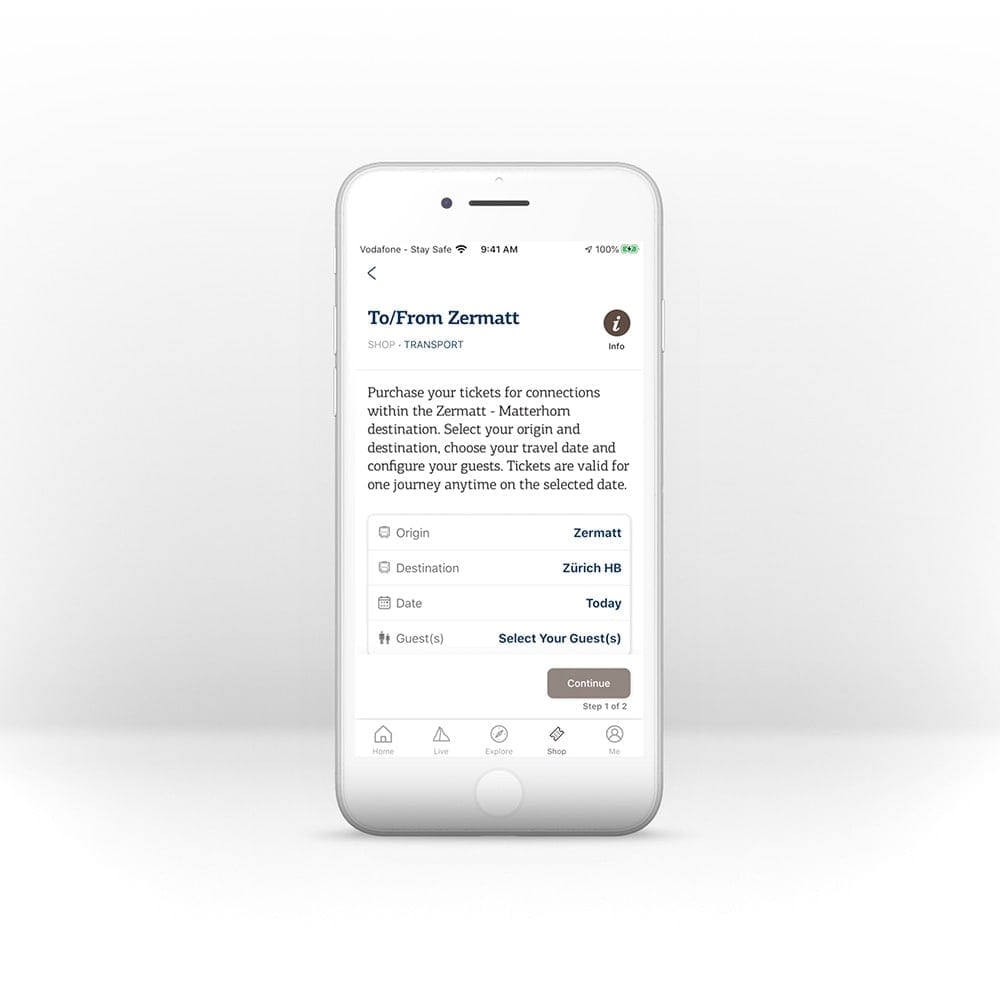 Vodafone - Stay Safe 9:41 AM 100%
To/From Zermatt
i
Info
SHOP · TRANSPORT
Purchase your tickets for connections
within the Zermatt - Matterhorn
destination. Select your origin and
destination, choose your travel date and
configure your guests. Tickets are valid for
one journey anytime on the selected date.
Origin Zermatt
Destination Zürich HB
Date Today
Guest(s) Select Your Guest(s)
Continue
Step 1 of 2
Home Live Explore Shop Me